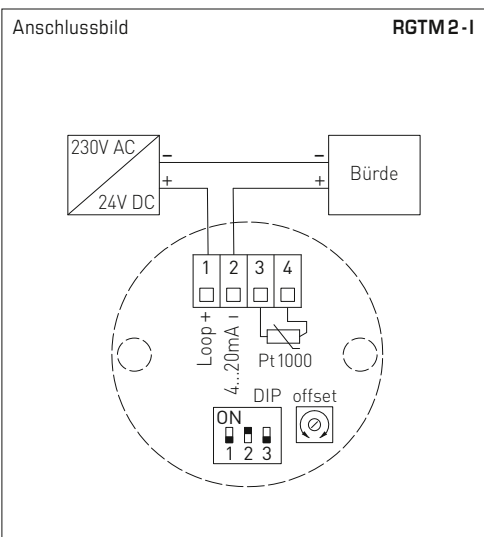 Anschlussbild RGTM 2 - I
230V AC
24V DC
–
+
–
+
Bürde
1 2 3 4
Loop +
4...20mA I
Pt1000
DIP offset
ON
1 2 3